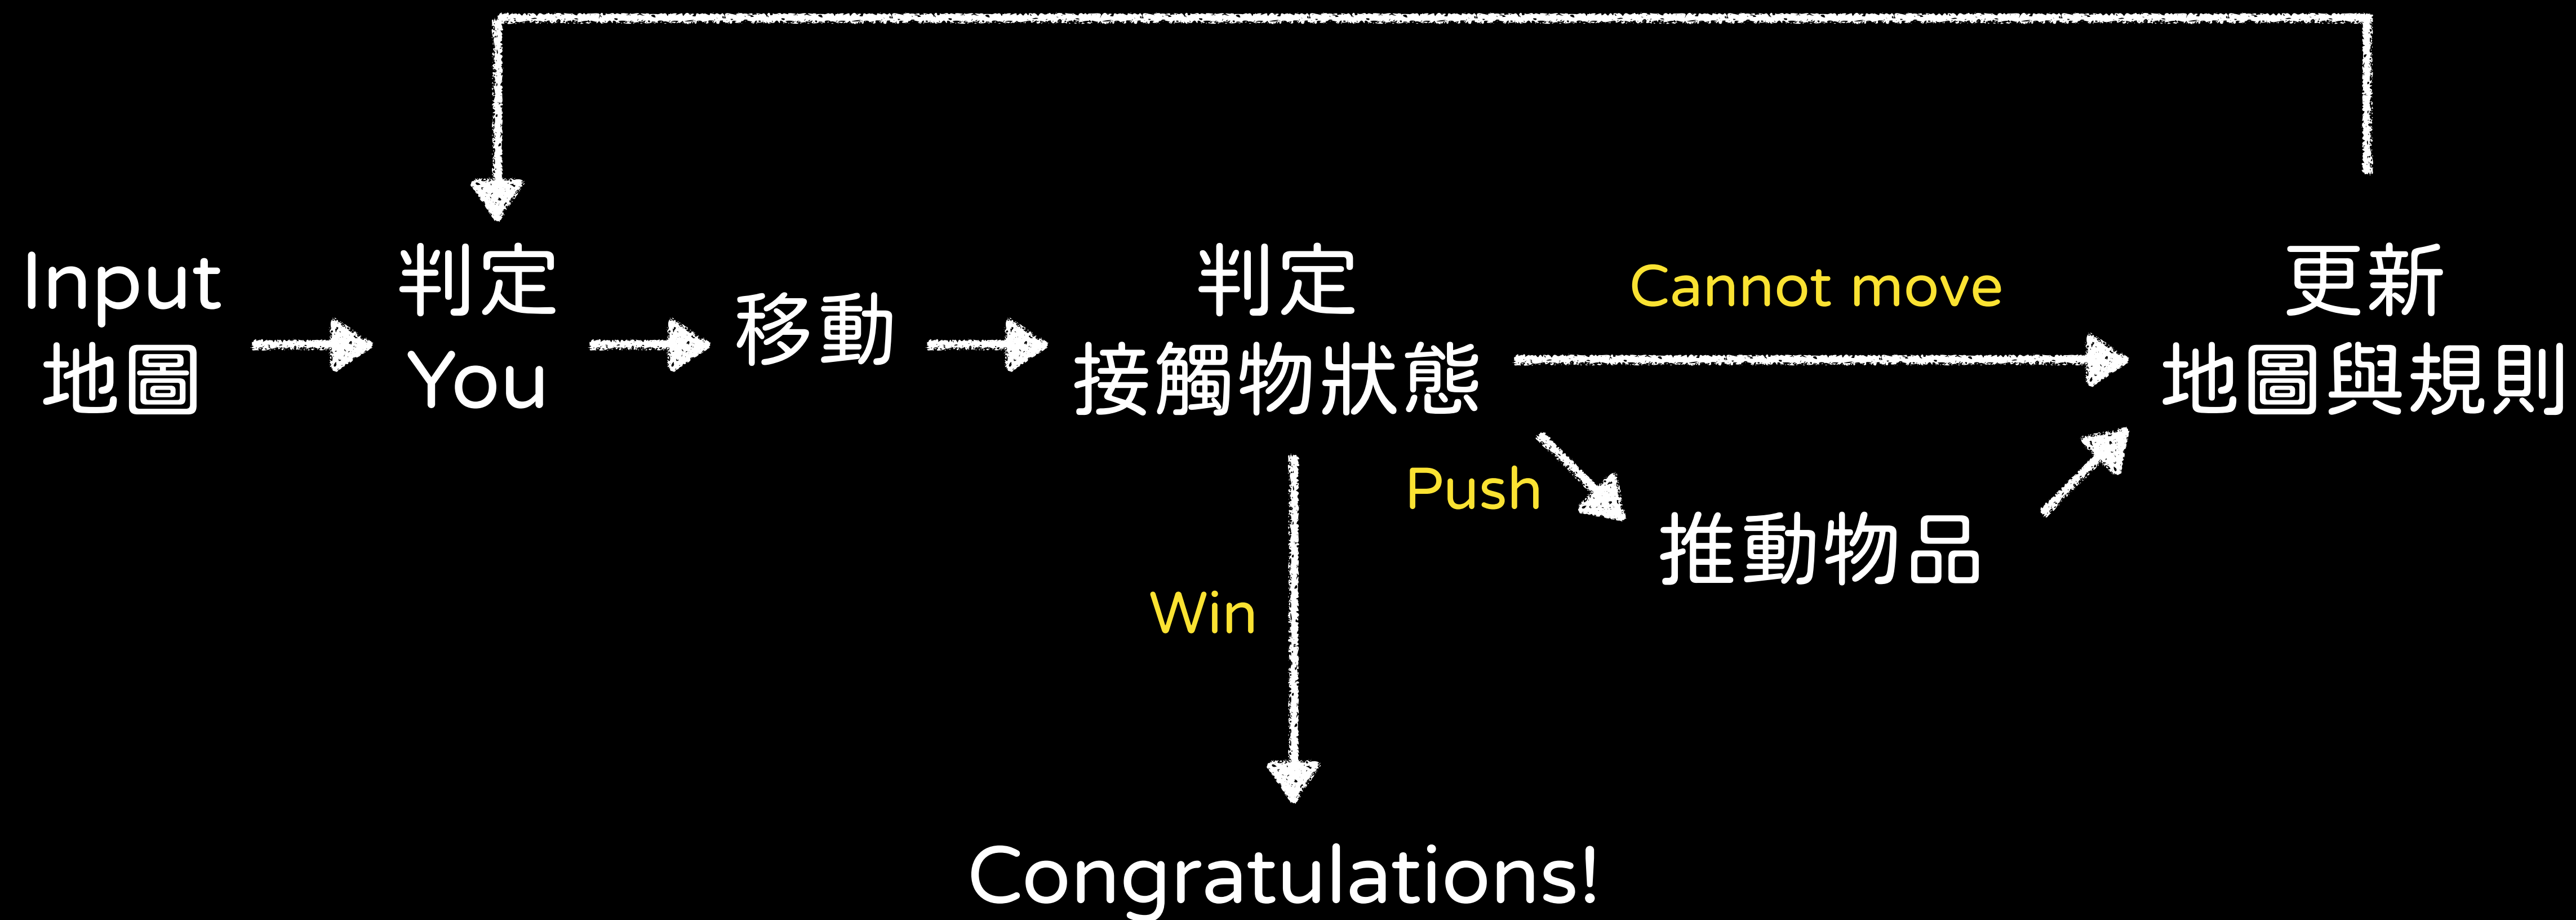 Input
地圖
判定
You
移動
判定
接觸物狀態
Cannot move
更新
地圖與規則
Push
推動物品
Win
Congratulations!